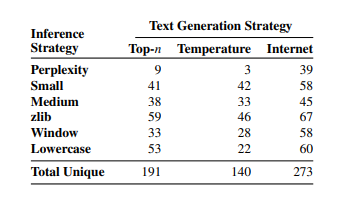 Inference Text Generation Strategy
Strategy Top-n Temperature Internet
Perplexity 9 3 39
Small 41 42 58
Medium 38 33 45
zlib 59 46 67
Window 33 28 58
Lowercase 53 22 60
Total Unique 191 140 273